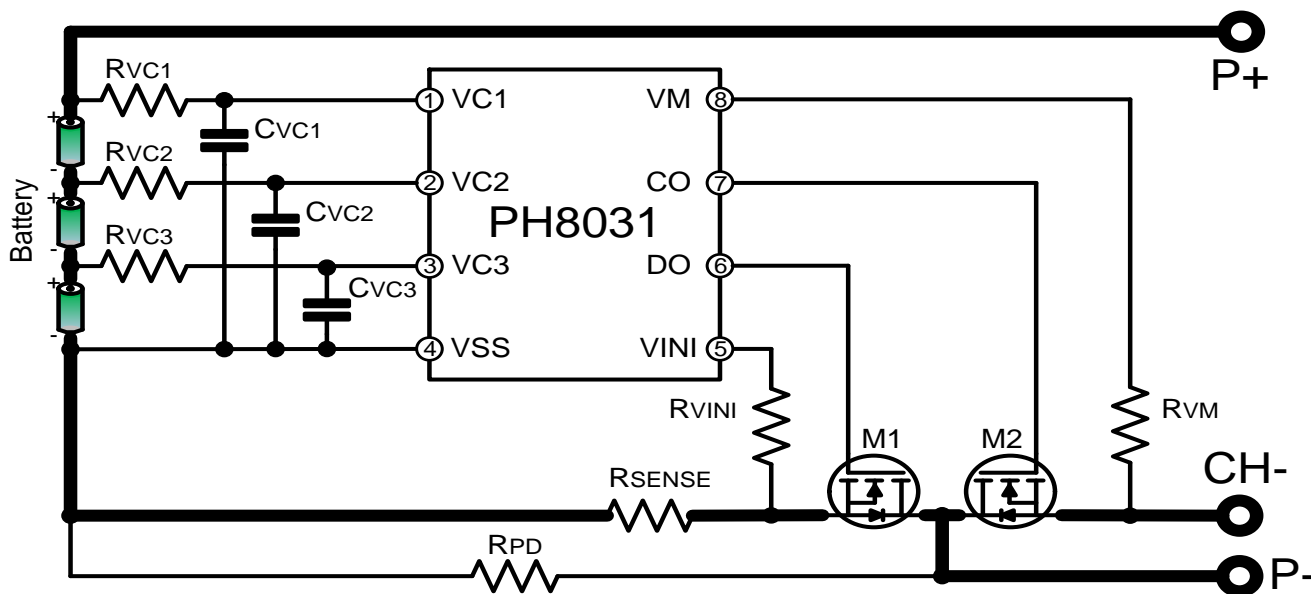 P+
RVC1
1 VC1
VM 8
CVC1
RVC2
2 VC2
CO 7
CVC2
PH8031
Battery
RVC3
3 VC3
DO 6
CVC3
4 VSS
VINI 5
RVINI
RVM
M1
M2
RSENSE
CH-
RPD
P-
+
-
+
-
+
-